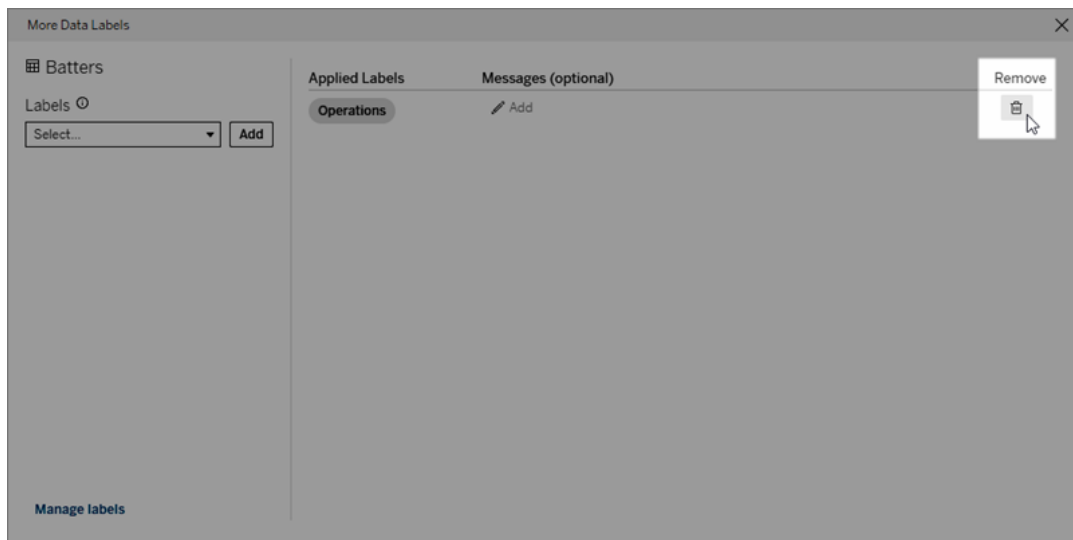 More Data Labels
Batters
Labels
Select...
Add
Manage labels
Applied Labels Messages (optional) Remove
Operations Add